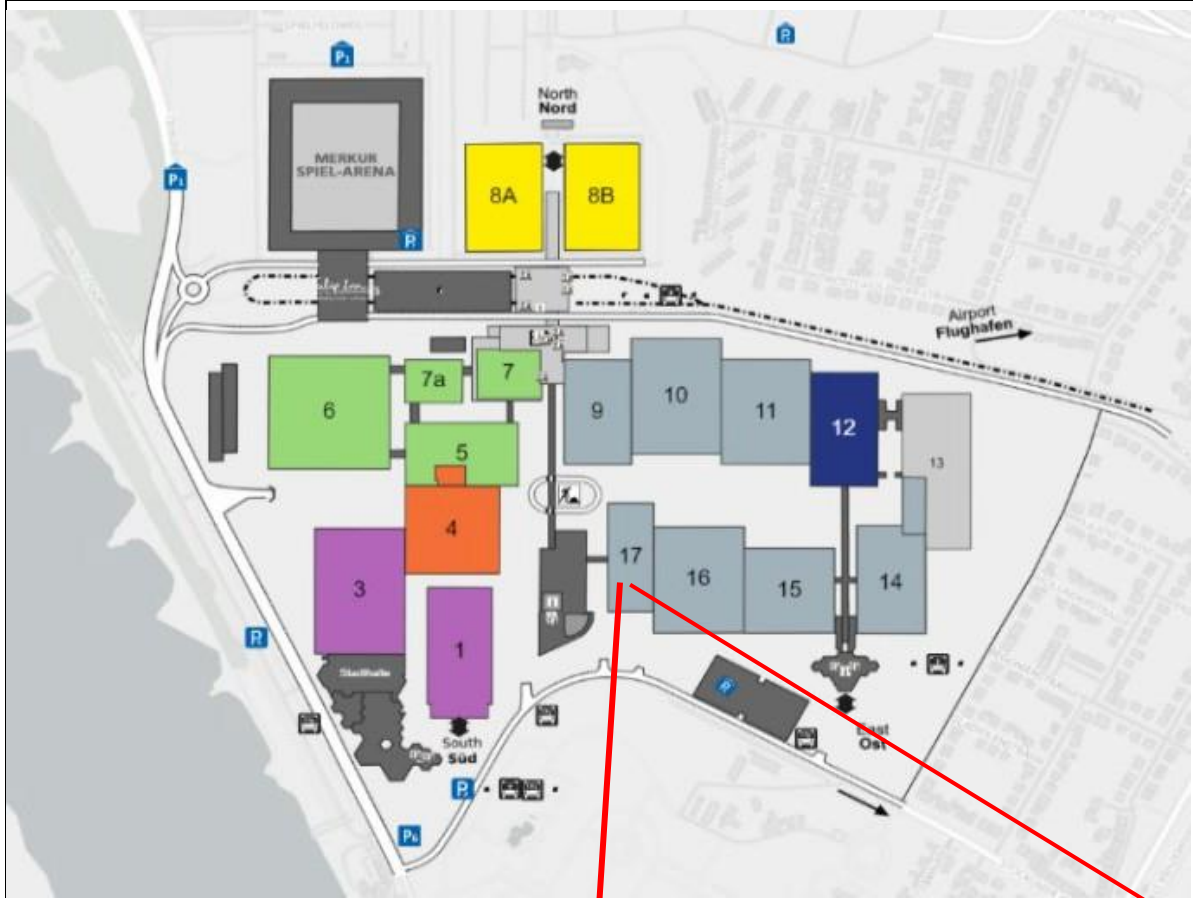 P1
P
North
Nord
MERKUR
SPIEL-ARENA
8A
8B
P1
P
Airport
Flughafen
6
7a
7
9
10
11
12
13
5
4
3
1
17
16
15
14
Stadthalle
P
P
South
Süd
East
Ost
P
P6